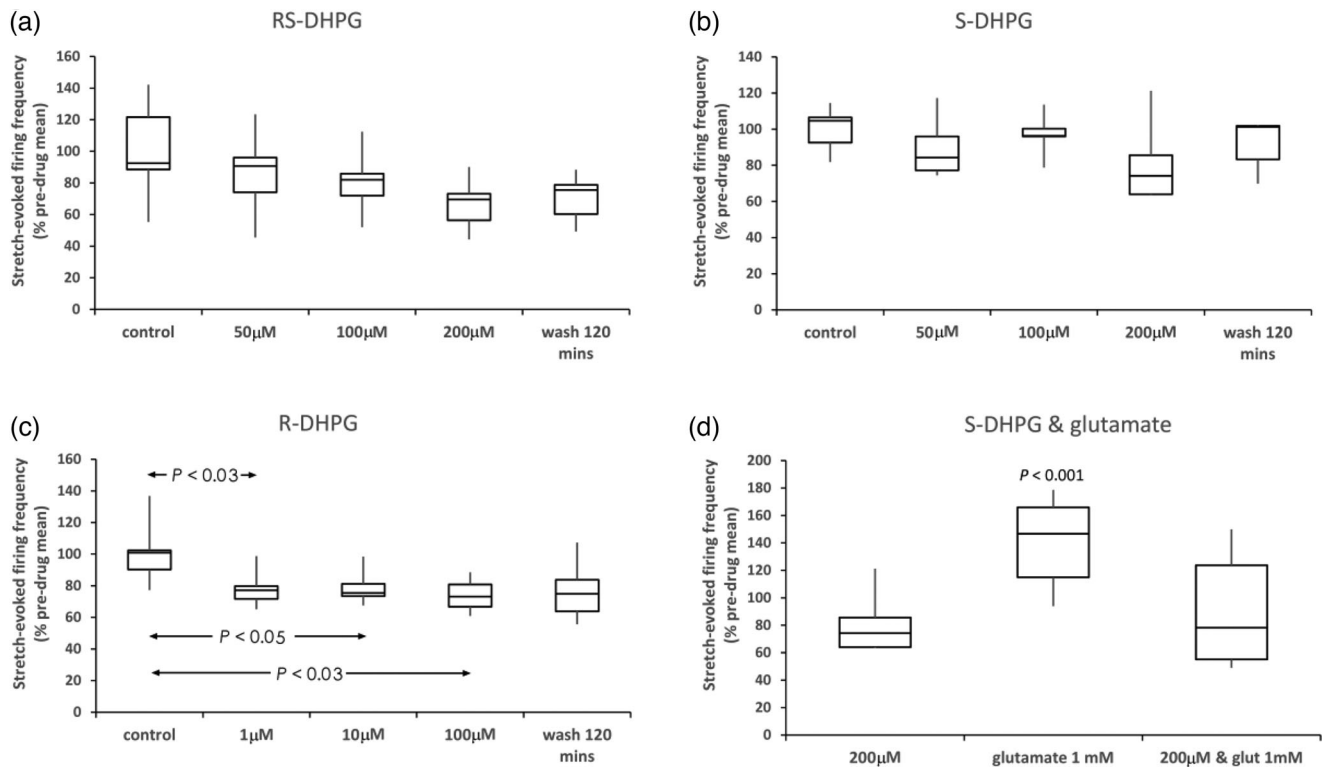 (a)
RS-DHPG
Stretch-evoked firing frequency
(% pre-drug mean)
160
140
120
100
80
60
40
20
0
control
50µM
100µM
200µM
wash 120
mins
(b)
S-DHPG
Stretch-evoked firing frequency
(% pre-drug mean)
140
120
100
80
60
40
20
0
control
50µM
100µM
200µM
wash 120
mins
(c)
R-DHPG
Stretch-evoked firing frequency
(% pre-drug mean)
160
140
120
100
80
60
40
20
0
P < 0.03
P < 0.05
P < 0.03
control
1µM
10µM
100µM
wash 120
mins
(d)
S-DHPG & glutamate
Stretch-evoked firing frequency
(% pre-drug mean)
200
180
160
140
120
100
80
60
40
20
0
P < 0.001
200µM
glutamate 1 mM
200µM & glut 1mM